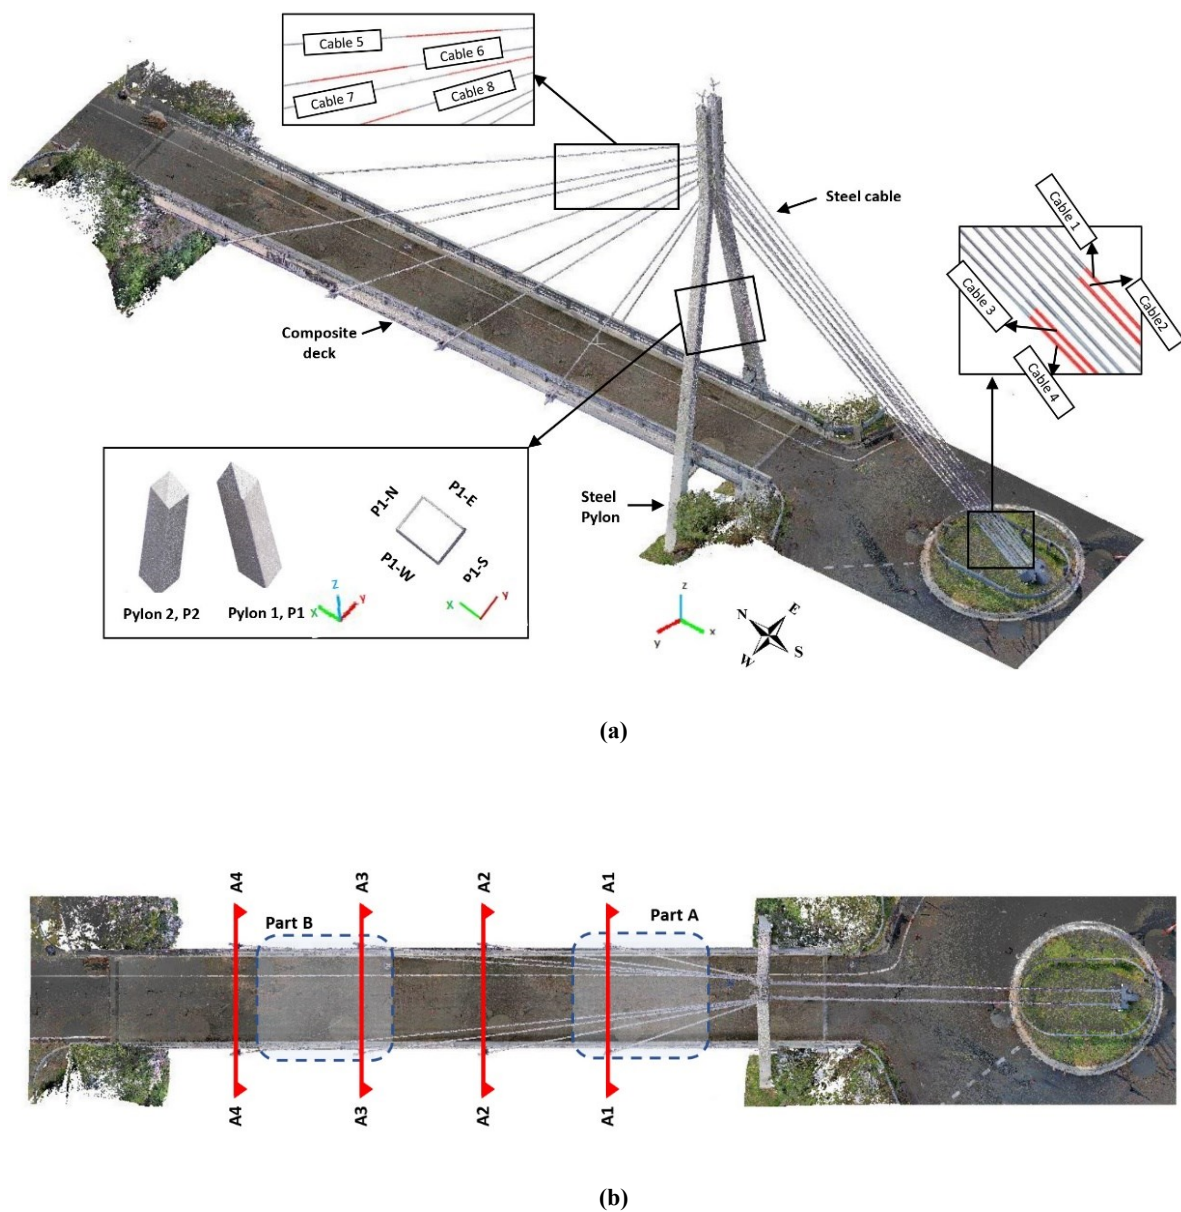 Cable 5
Cable 6
Cable 7
Cable 8
Steel cable
Cable 1
Cable2
Cable 3
Cable 4
Composite
deck
Steel
Pylon
P1-N
P1-E
P1-W
P1-S
Pylon 2, P2
Pylon 1, P1
Z
X
Y
X
Y
z
y
x
N
E
W
S
(a)
A4
A3
A2
A1
Part B
Part A
A4
A3
A2
A1
(b)